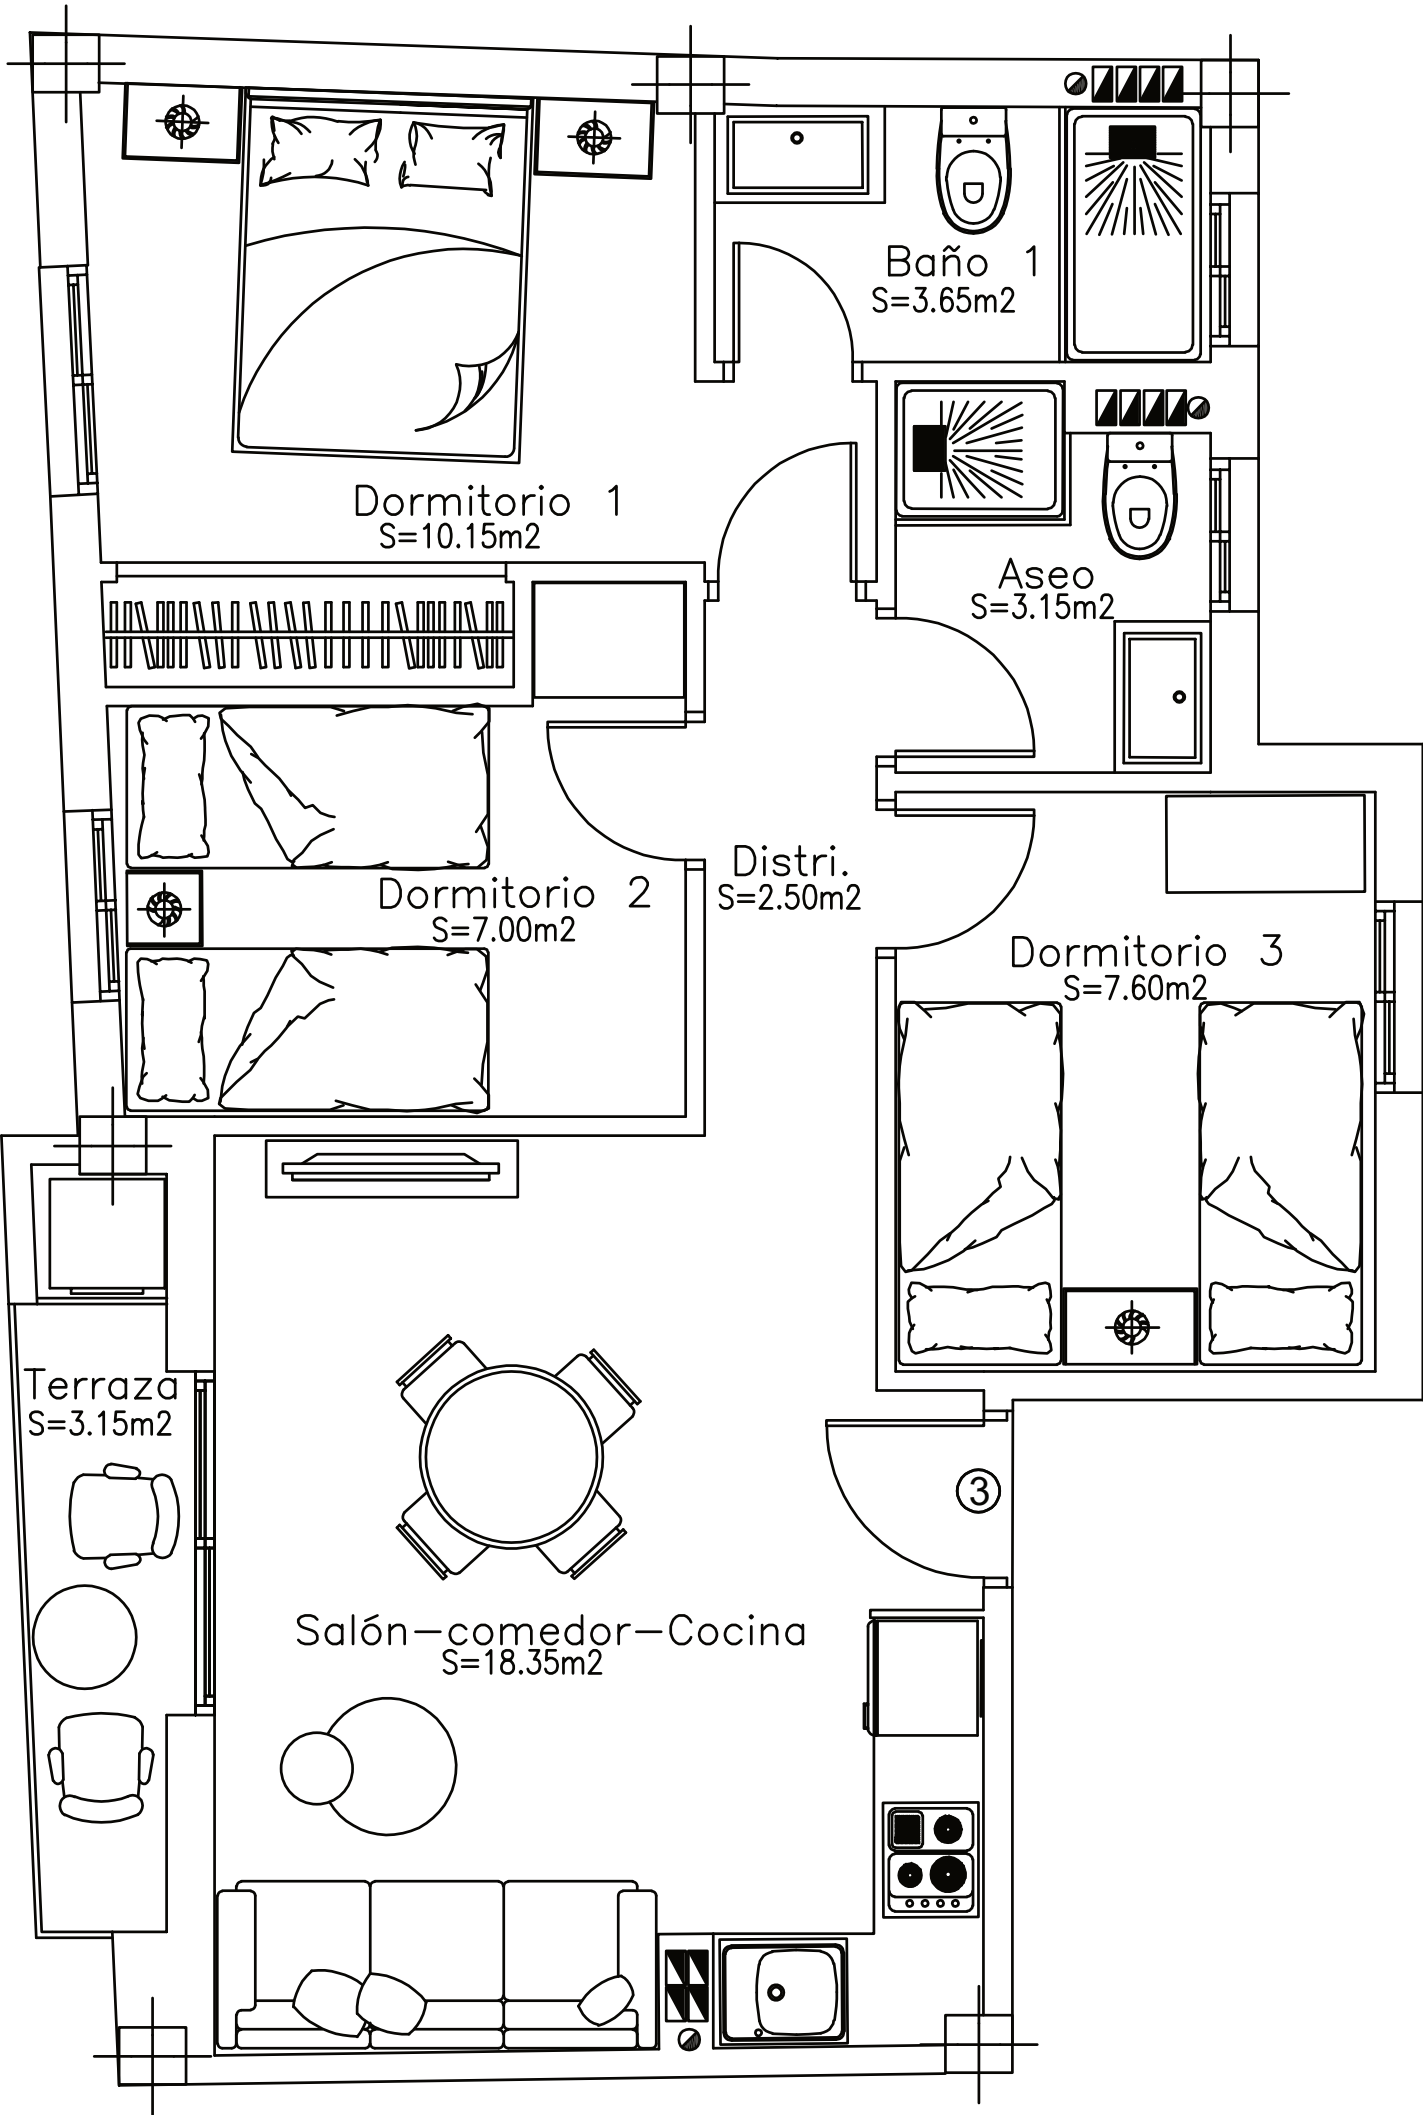 Baño 1
S=3.65m2
Dormitorio 1
S=10.15m2
Aseo
S=3.15m2
Distri.
S=2.50m2
Dormitorio 2
S=7.00m2
Dormitorio 3
S=7.60m2
Terraza
S=3.15m2
3
Salón-comedor-Cocina
S=18.35m2